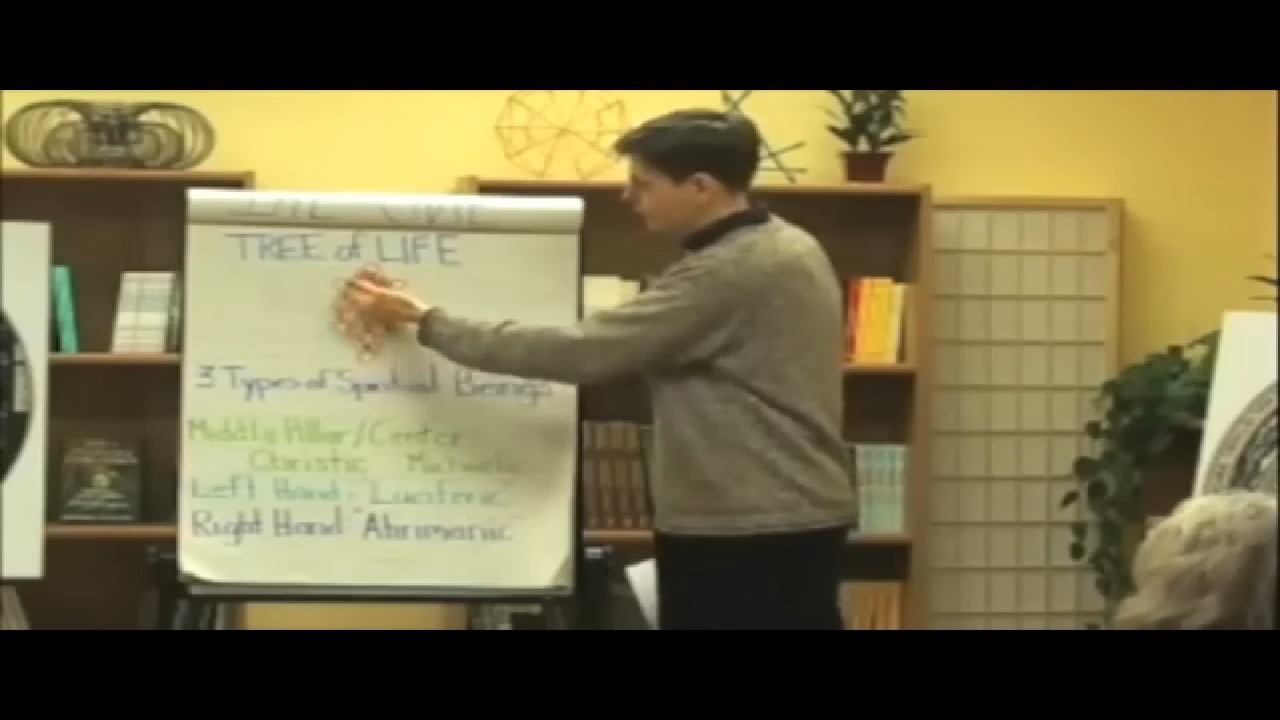 TREE of LIFE
3 Types of Spiritual Beings
Middle Pillar/Center
Christic Michaelic
Left Hand - Luciferic
Right Hand - Ahrimanic